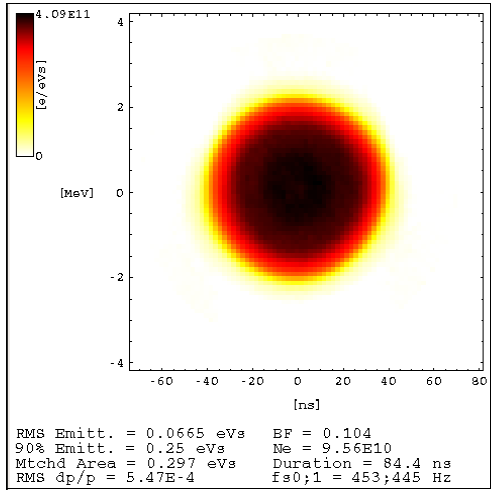 4.09E11
[e/eVs]
0
4
2
[MeV]
0
-2
-4
-60 -40 -20 0 20 40 60 80
[ns]
RMS Emitt. = 0.0665 eVs BF = 0.104
90% Emitt. = 0.25 eVs Ne = 9.56E10
Mtchd Area = 0.297 eVs Duration = 84.4 ns
RMS dp/p = 5.47E-4 fs0;1 = 453;445 Hz